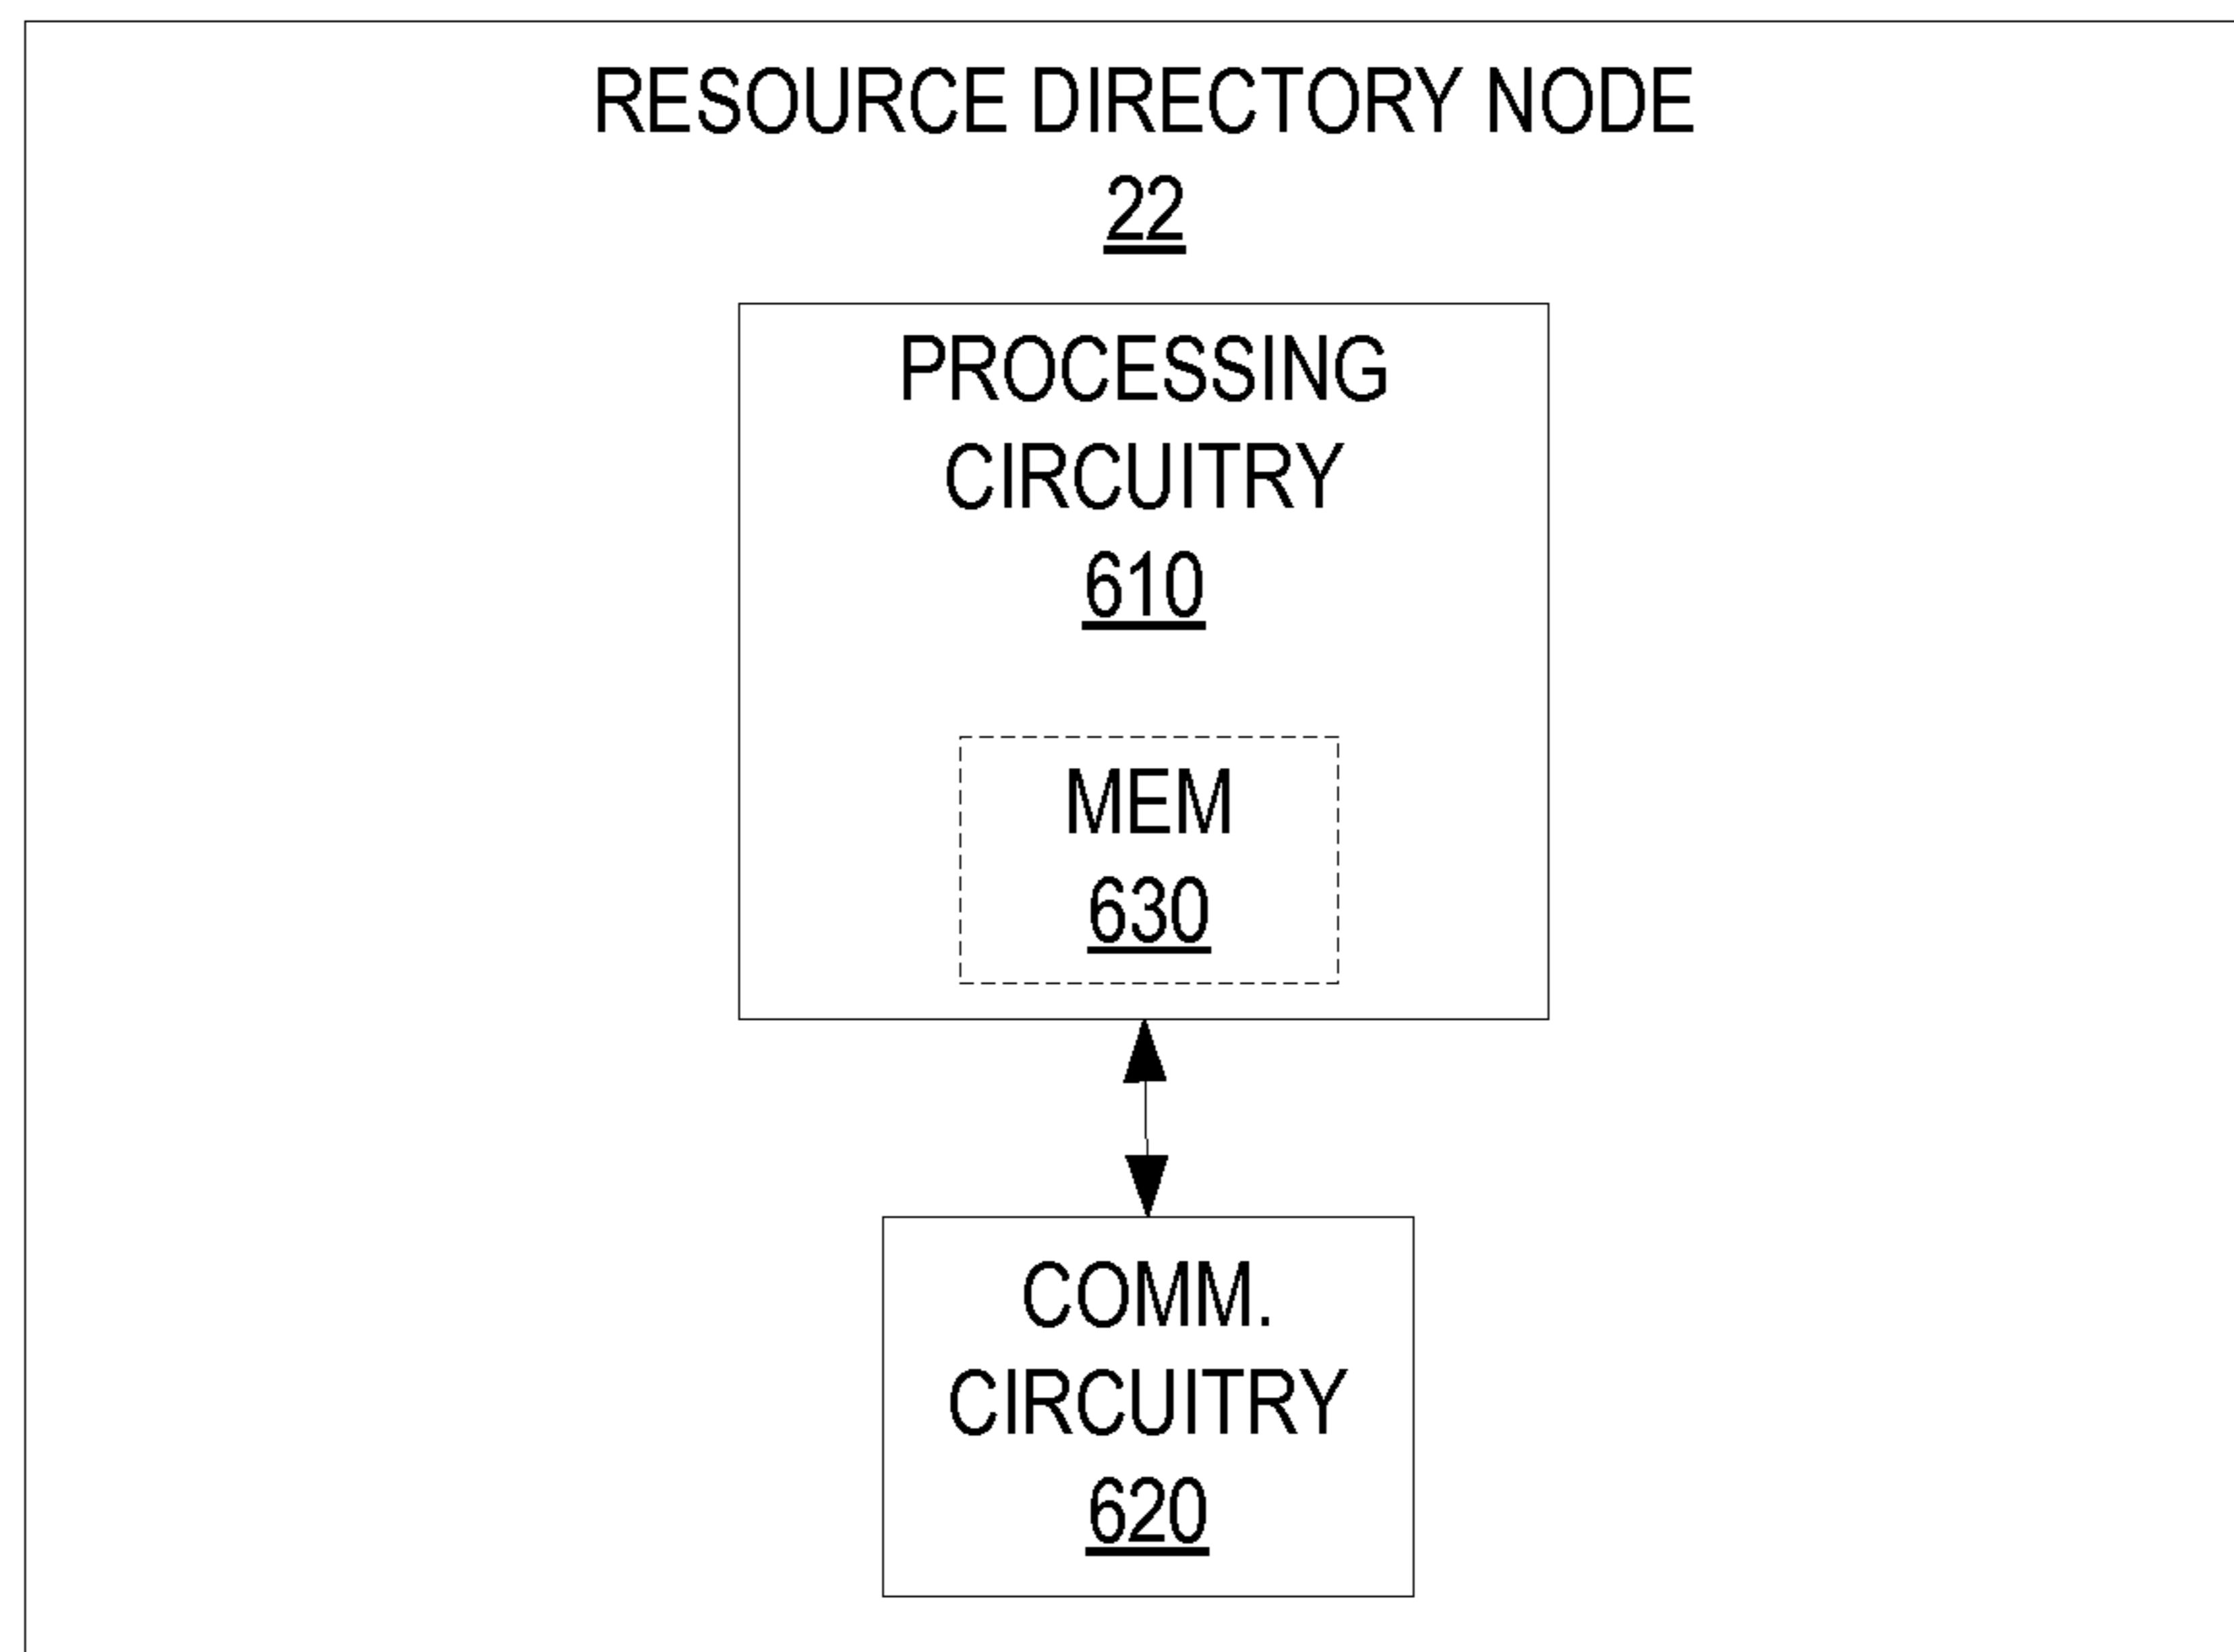 RESOURCE DIRECTORY NODE
22
PROCESSING
CIRCUITRY
610
MEM
630
COMM.
CIRCUITRY
620